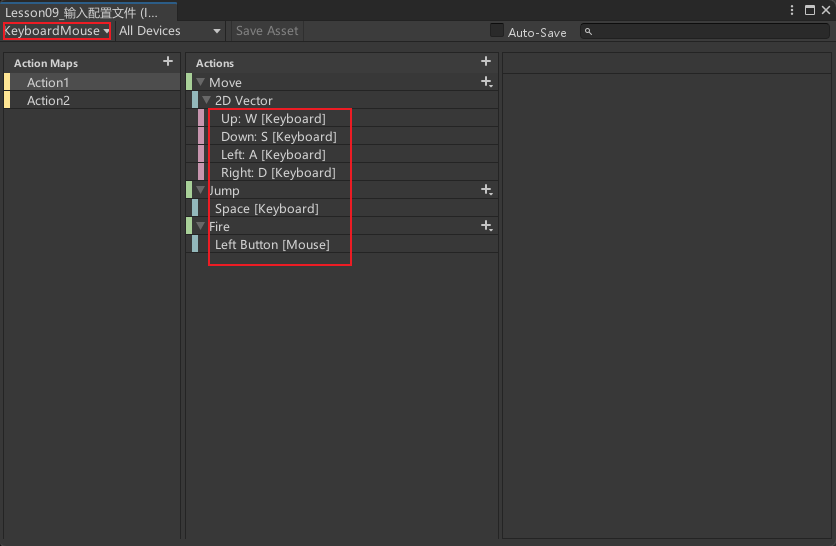 Lesson09_输入配置文件 (I...
KeyboardMouse All Devices Save Asset Auto-Save
Action Maps + Actions +
Action1
Action2
Move +
2D Vector
Up: W [Keyboard]
Down: S [Keyboard]
Left: A [Keyboard]
Right: D [Keyboard]
Jump +
Space [Keyboard]
Fire +
Left Button [Mouse]